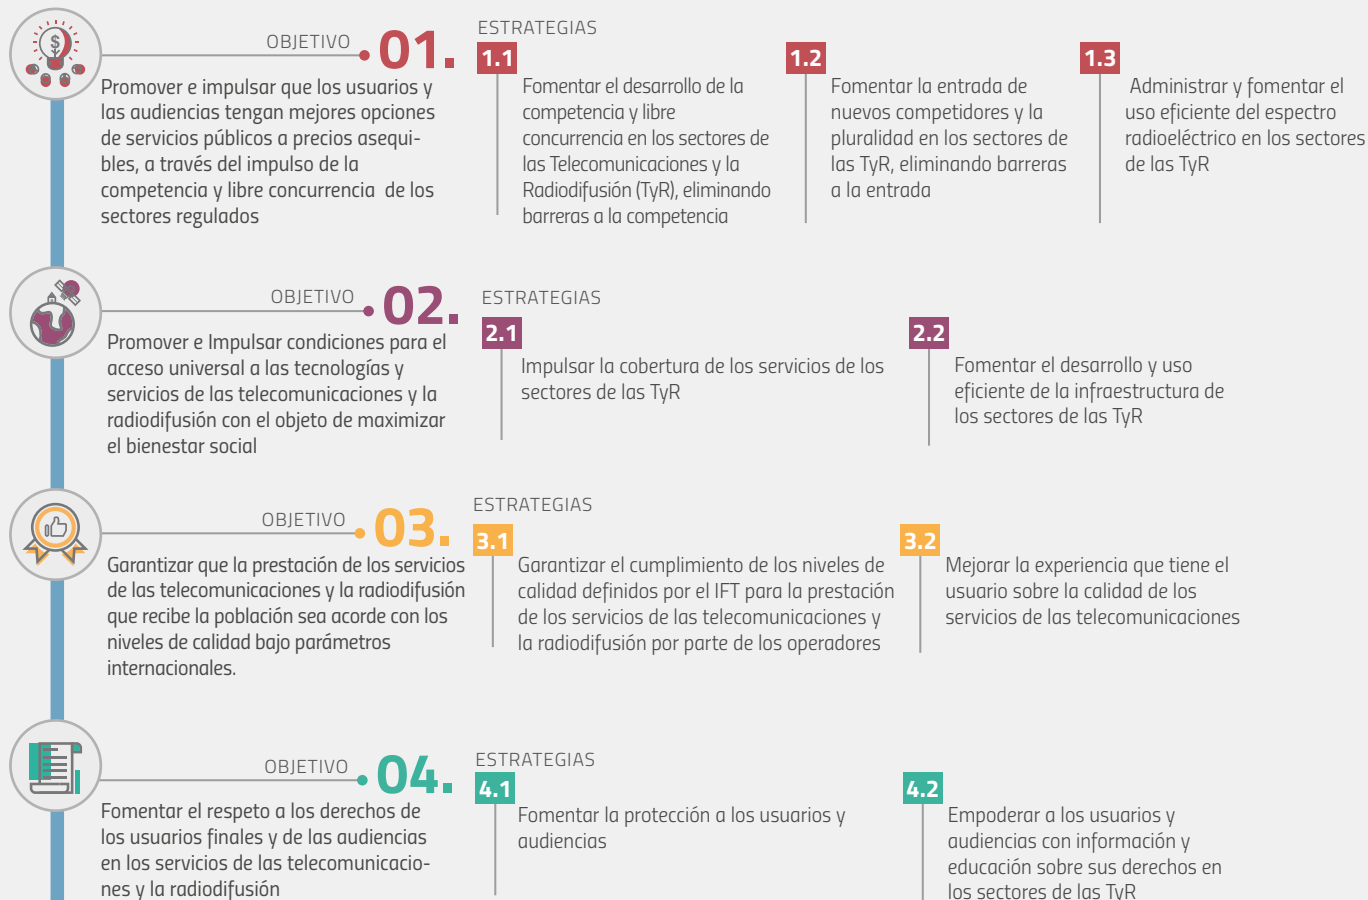 OBJETIVO 01.
Promover e impulsar que los usuarios y
las audiencias tengan mejores opciones
de servicios públicos a precios asequi-
bles, a través del impulso de la
competencia y libre concurrencia de los
sectores regulados
ESTRATEGIAS
1.1
Fomentar el desarrollo de la
competencia y libre
concurrencia en los sectores de
las Telecomunicaciones y la
Radiodifusión (TyR), eliminando
barreras a la competencia
1.2
Fomentar la entrada de
nuevos competidores y la
pluralidad en los sectores de
las TyR, eliminando barreras
a la entrada
1.3
Administrar y fomentar el
uso eficiente del espectro
radioeléctrico en los sectores
de las TyR
OBJETIVO 02.
Promover e Impulsar condiciones para el
acceso universal a las tecnologías y
servicios de las telecomunicaciones y la
radiodifusión con el objeto de maximizar
el bienestar social
ESTRATEGIAS
2.1
Impulsar la cobertura de los servicios de los
sectores de las TyR
2.2
Fomentar el desarrollo y uso
eficiente de la infraestructura de
los sectores de las TyR
OBJETIVO 03.
Garantizar que la prestación de los servicios
de las telecomunicaciones y la radiodifusión
que recibe la población sea acorde con los
niveles de calidad bajo parámetros
internacionales.
ESTRATEGIAS
3.1
Garantizar el cumplimiento de los niveles de
calidad definidos por el IFT para la prestación
de los servicios de las telecomunicaciones y
la radiodifusión por parte de los operadores
3.2
Mejorar la experiencia que tiene el
usuario sobre la calidad de los
servicios de las telecomunicaciones
OBJETIVO 04.
Fomentar el respeto a los derechos de
los usuarios finales y de las audiencias
en los servicios de las telecomunicacio-
nes y la radiodifusión
ESTRATEGIAS
4.1
Fomentar la protección a los usuarios y
audiencias
4.2
Empoderar a los usuarios y
audiencias con información y
educación sobre sus derechos en
los sectores de las TyR